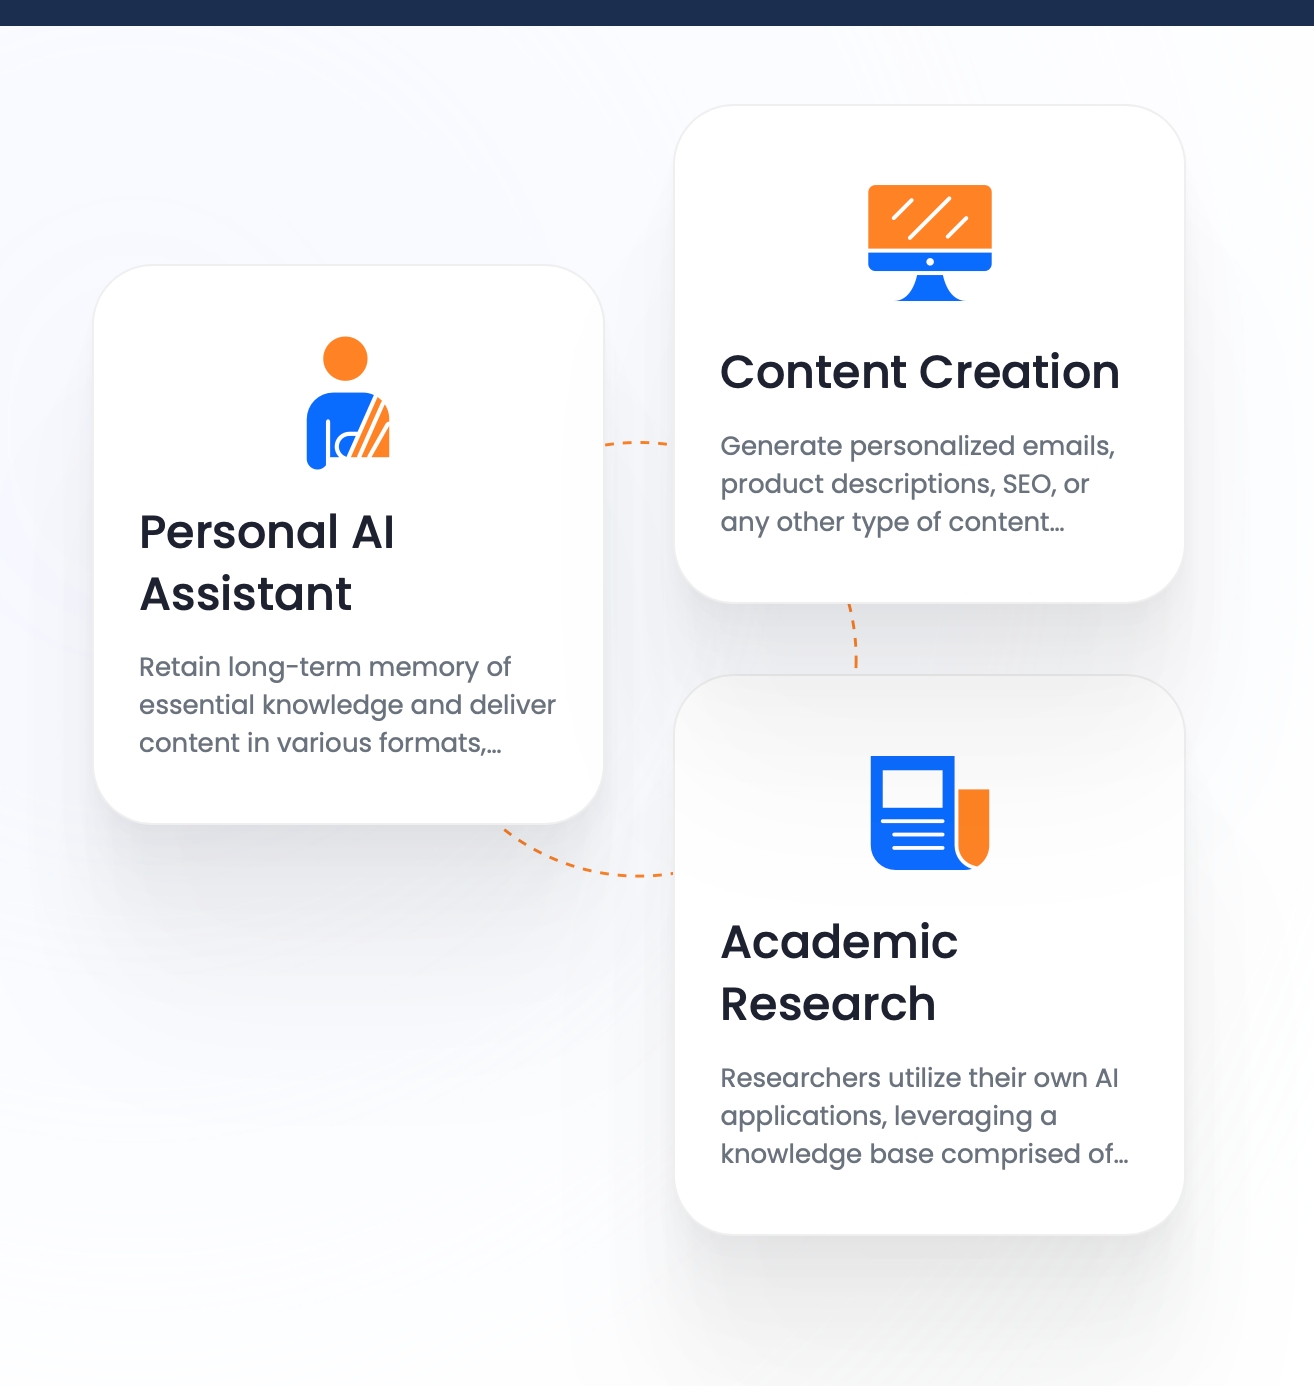 Personal AI
Assistant
Retain long-term memory of
essential knowledge and deliver
content in various formats,...
Content Creation
Generate personalized emails,
product descriptions, SEO, or
any other type of content...
Academic
Research
Researchers utilize their own AI
applications, leveraging a
knowledge base comprised of...